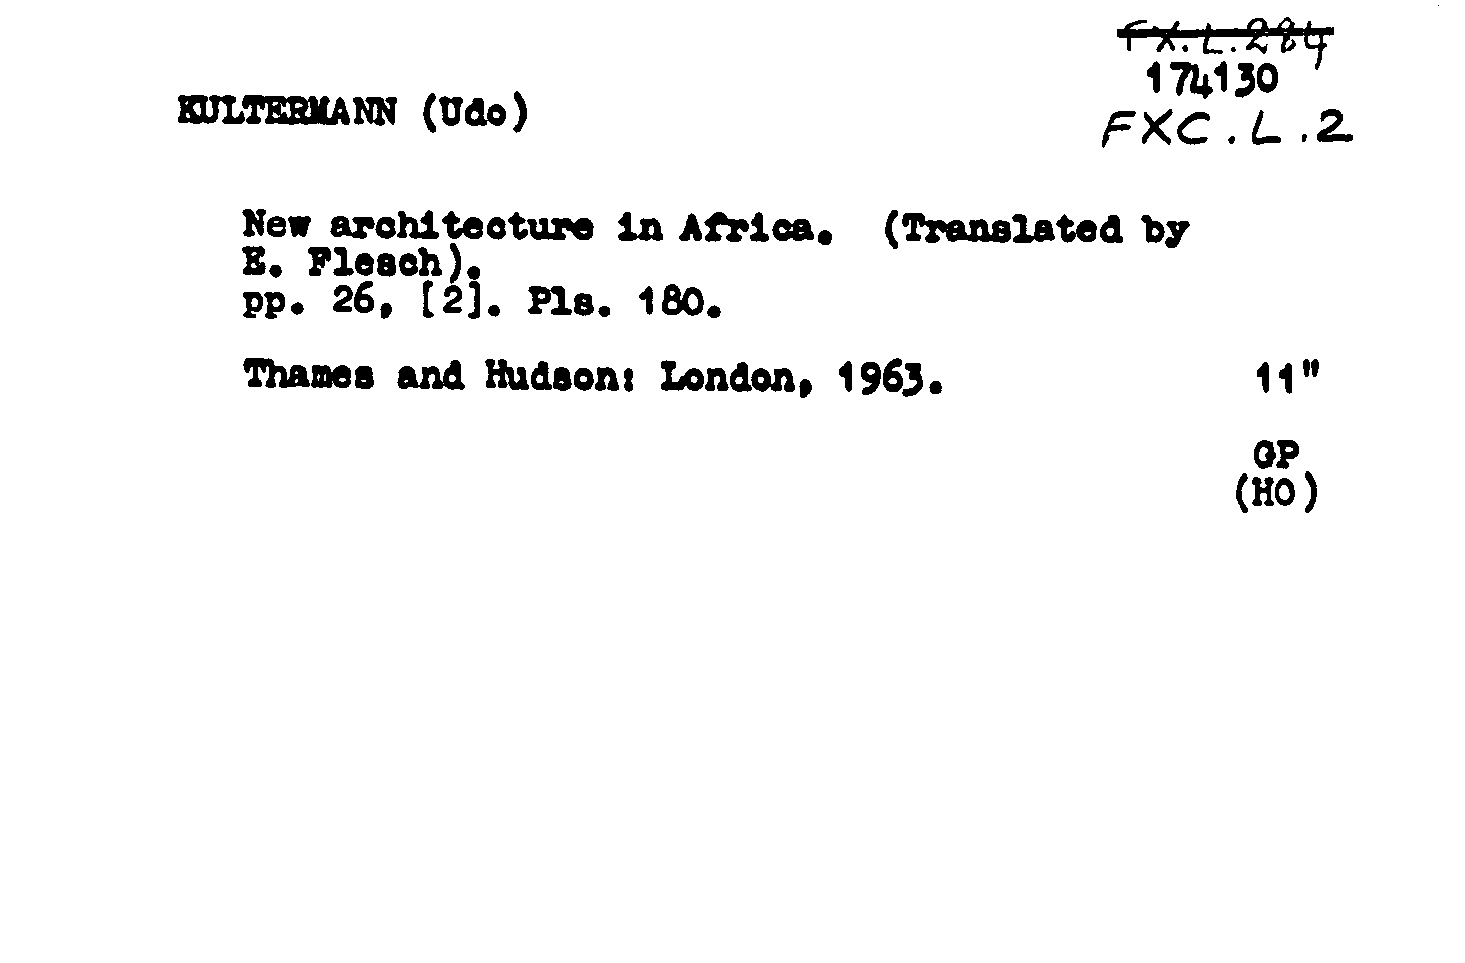 FX.L.284
174130
KULTERMANN (Udo)
FXC.L.2
New architecture in Africa. (Translated by
E. Flesch).
pp. 26, [2]. Pls. 180.
Thames and Hudson: London, 1963. 11"
GP
(HO)